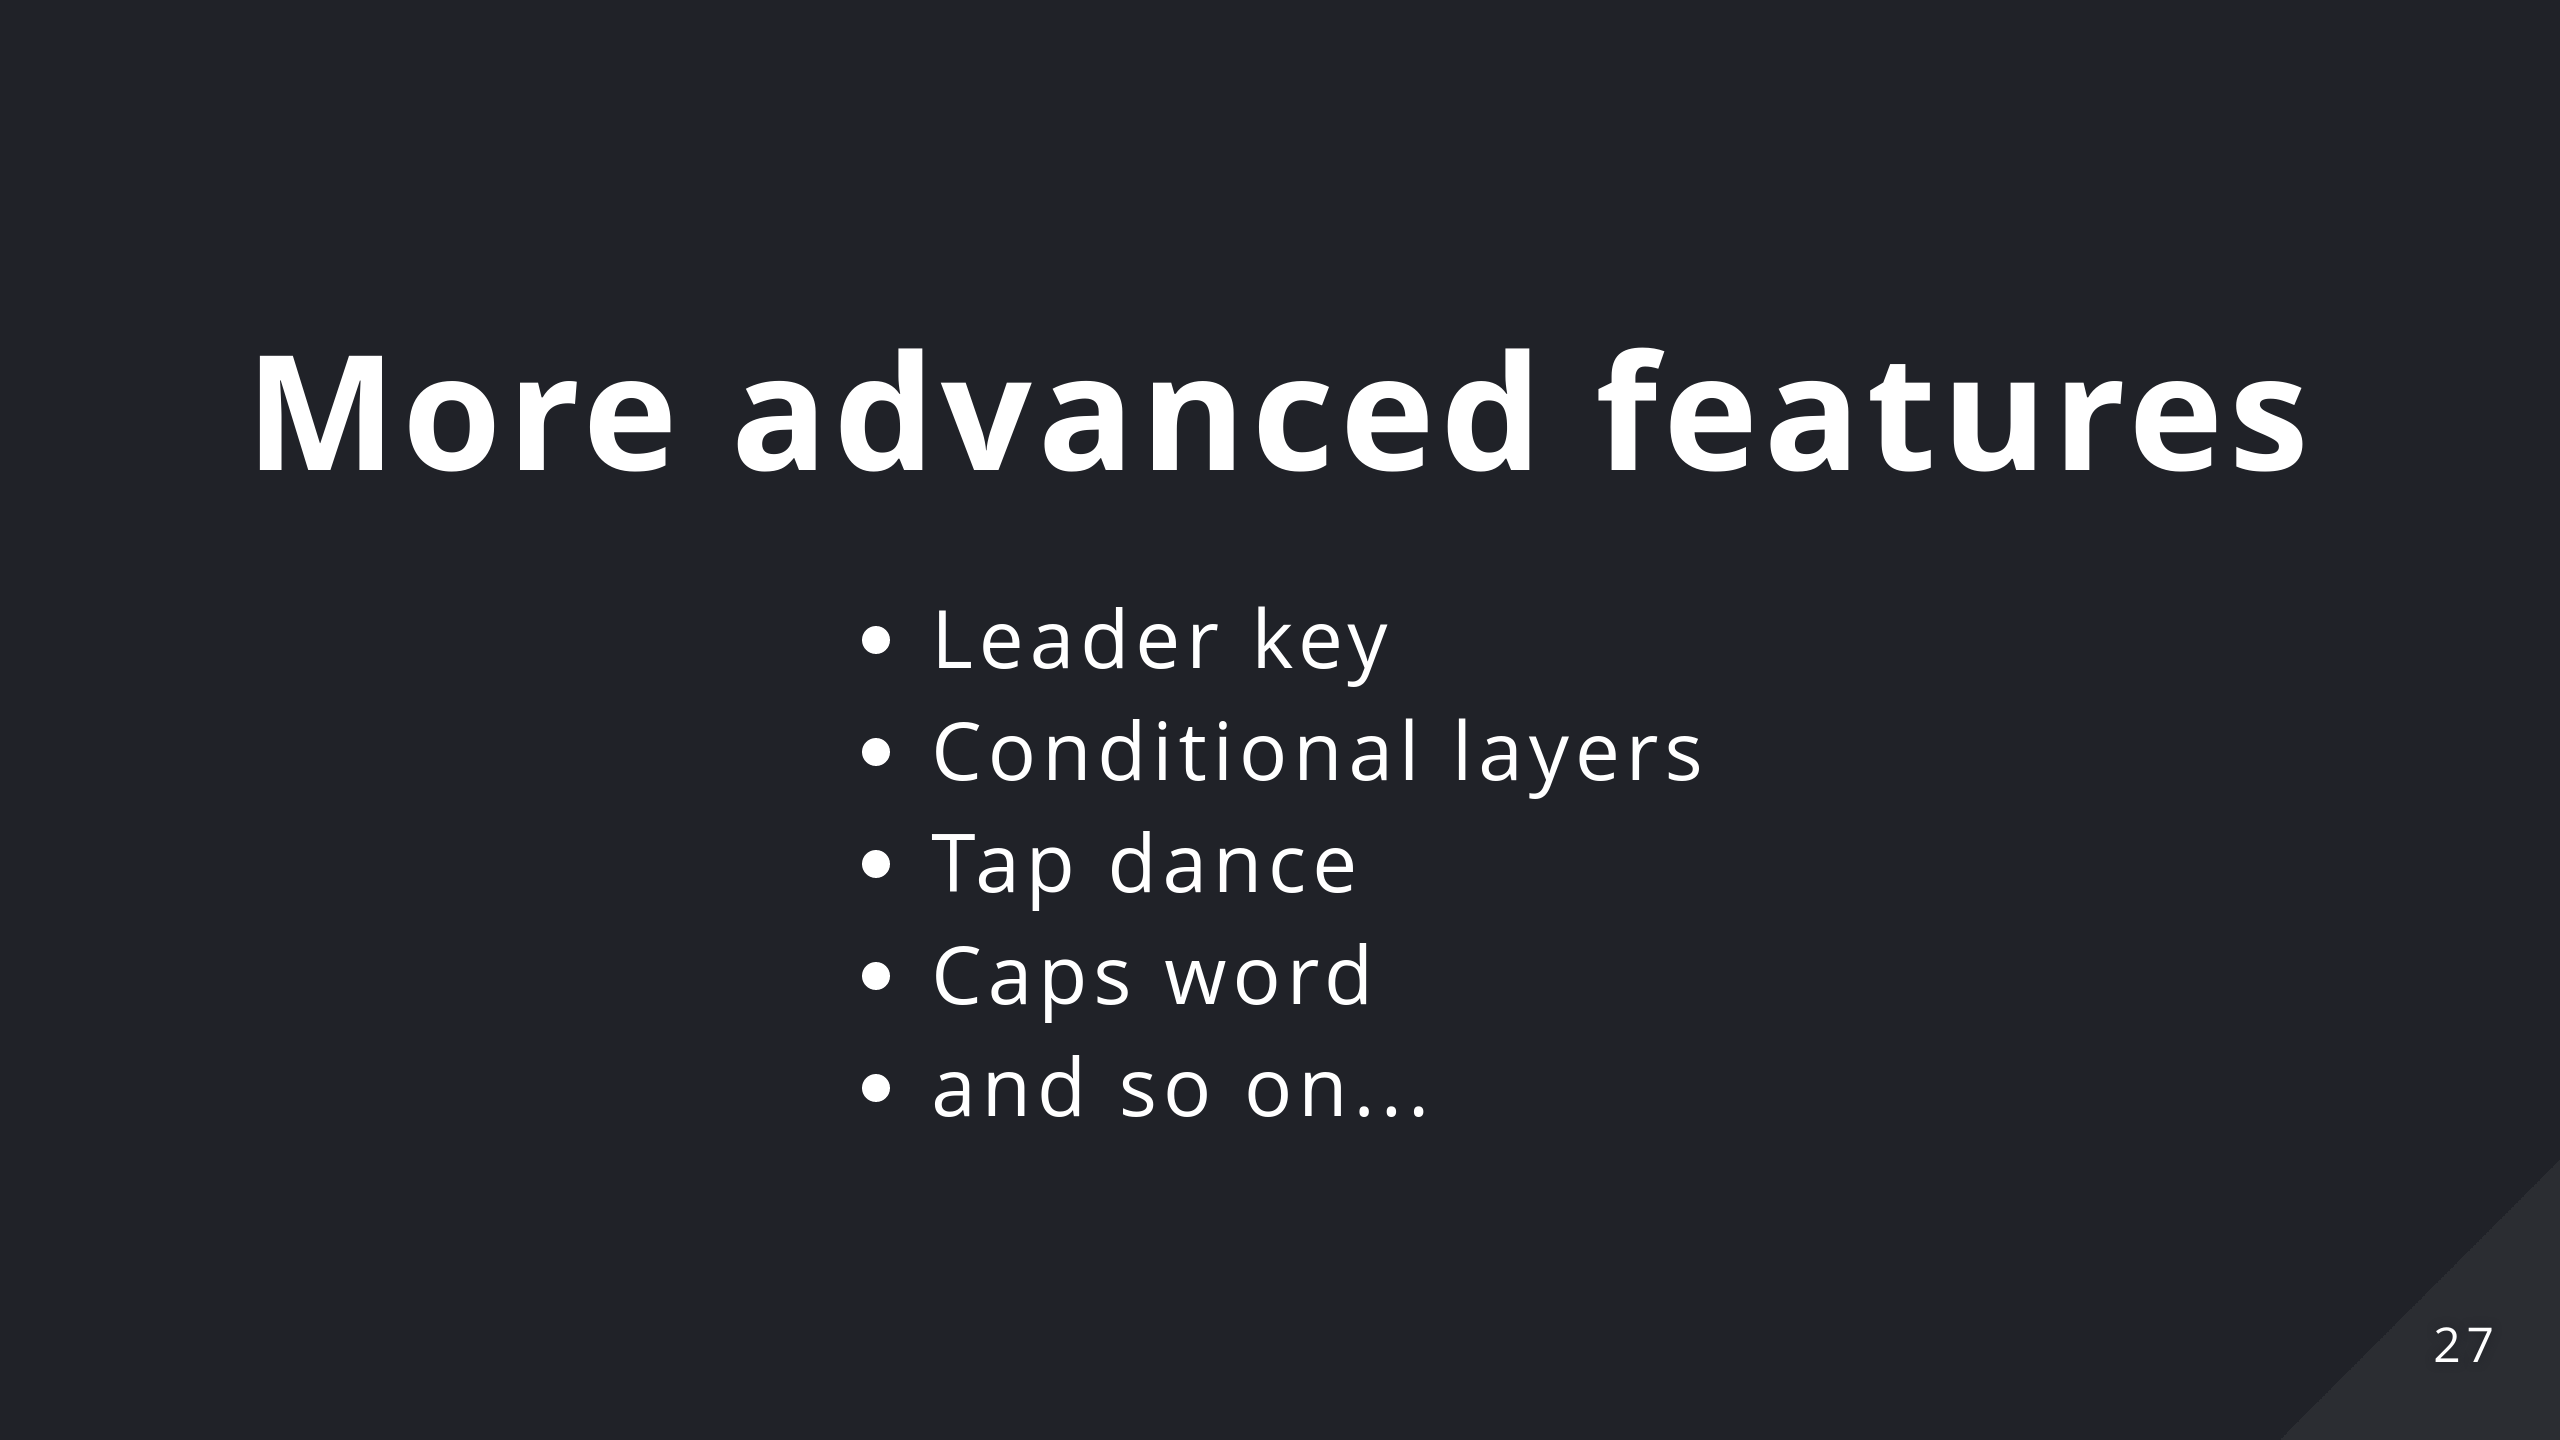 More advanced features
Leader key
Conditional layers
Tap dance
Caps word
and so on...
27